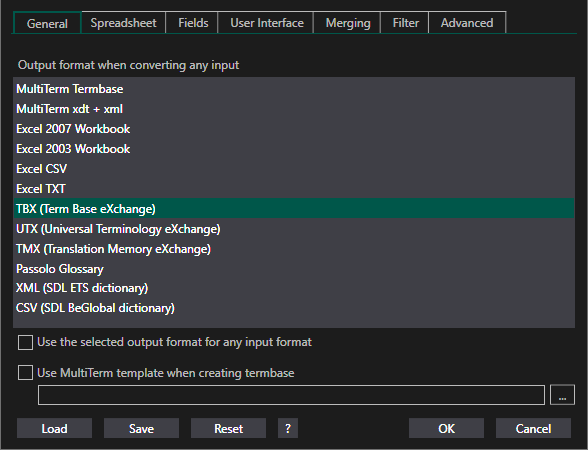 General Spreadsheet Fields User Interface Merging Filter Advanced
Output format when converting any input
MultiTerm Termbase
MultiTerm xdt + xml
Excel 2007 Workbook
Excel 2003 Workbook
Excel CSV
Excel TXT
TBX (Term Base eXchange)
UTX (Universal Terminology eXchange)
TMX (Translation Memory eXchange)
Passolo Glossary
XML (SDL ETS dictionary)
CSV (SDL BeGlobal dictionary)
Use the selected output format for any input format
Use MultiTerm template when creating termbase
...
Load Save Reset ? OK Cancel